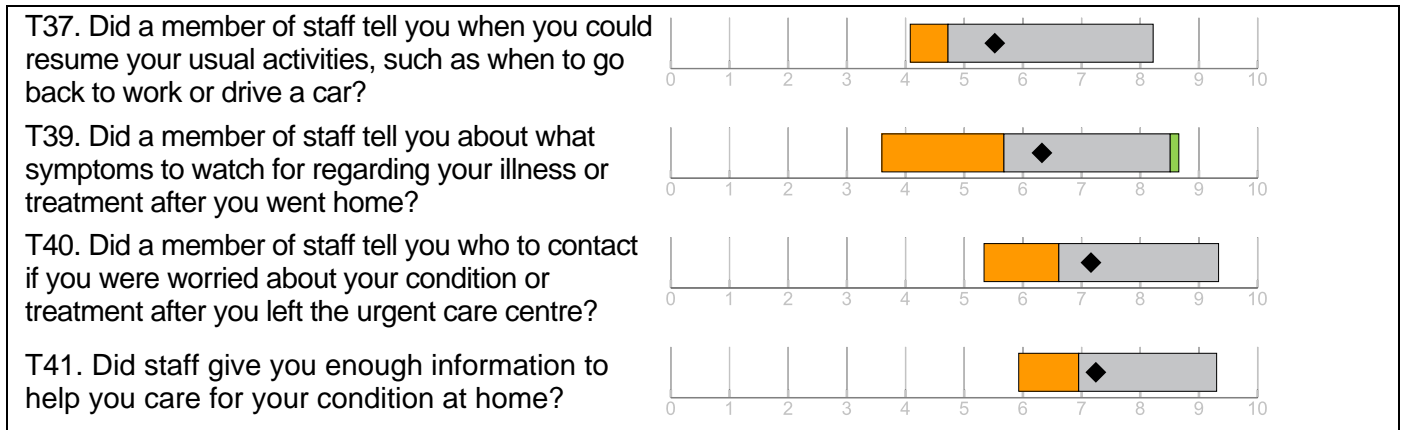 T37. Did a member of staff tell you when you could
resume your usual activities, such as when to go
back to work or drive a car?
0 1 2 3 4 5 6 7 8 9 10
T39. Did a member of staff tell you about what
symptoms to watch for regarding your illness or
treatment after you went home?
0 1 2 3 4 5 6 7 8 9 10
T40. Did a member of staff tell you who to contact
if you were worried about your condition or
treatment after you left the urgent care centre?
0 1 2 3 4 5 6 7 8 9 10
T41. Did staff give you enough information to
help you care for your condition at home?
0 1 2 3 4 5 6 7 8 9 10